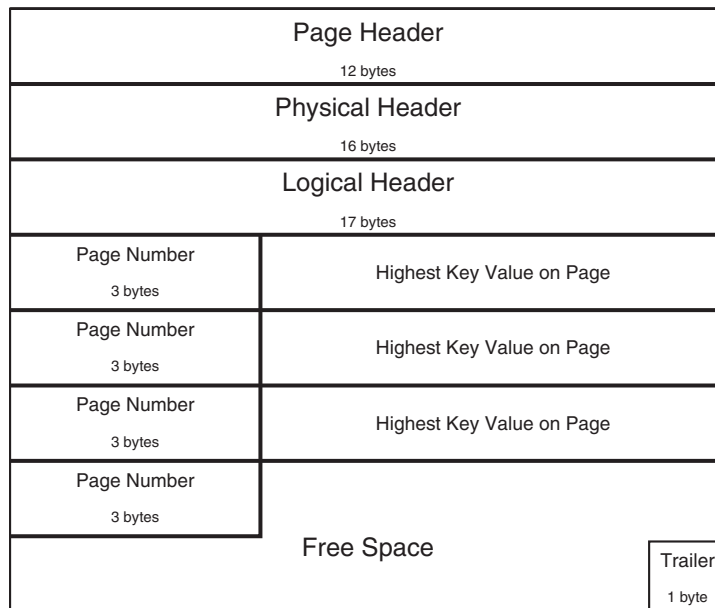 Page Header
12 bytes
Physical Header
16 bytes
Logical Header
17 bytes
Page Number
3 bytes
Highest Key Value on Page
Page Number
3 bytes
Highest Key Value on Page
Page Number
3 bytes
Highest Key Value on Page
Page Number
3 bytes
Free Space
Trailer
1 byte